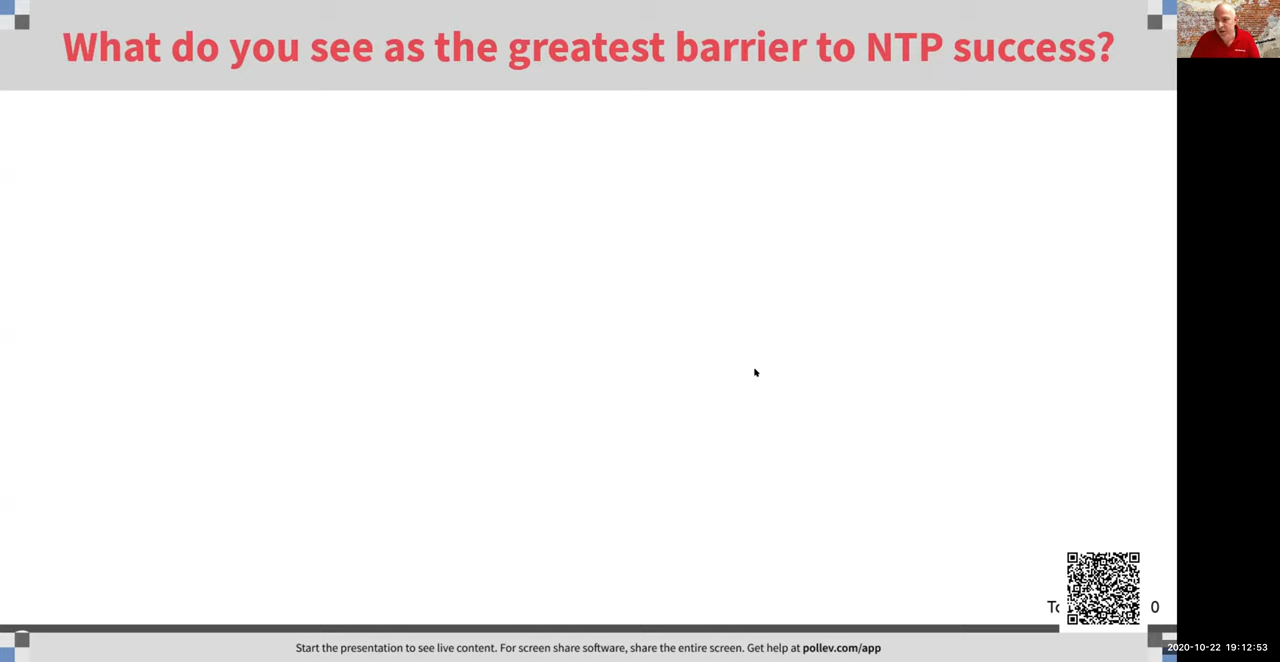 What do you see as the greatest barrier to NTP success?
0
Start the presentation to see live content. For screen share software, share the entire screen. Get help at pollev.com/app
2020-10-22 19:12:53